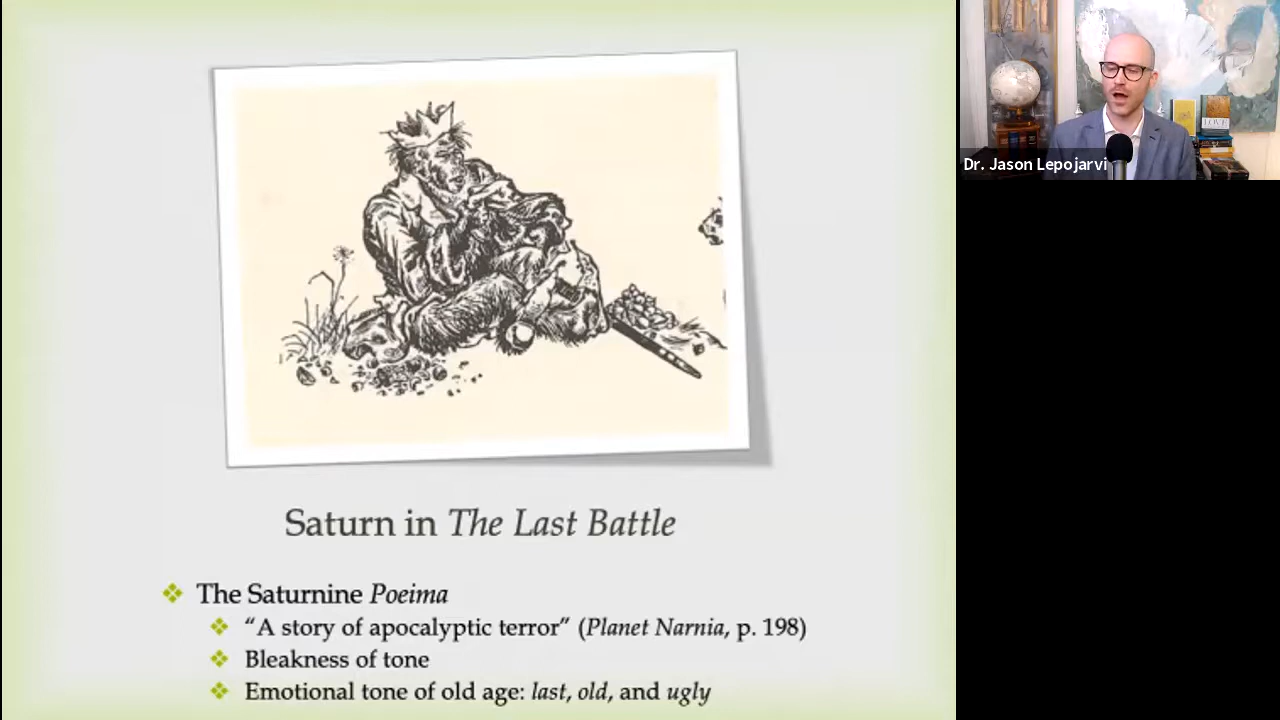 Dr. Jason Lepojarvi
LOVE
Saturn in The Last Battle
The Saturnine Poeima
“A story of apocalyptic terror” (Planet Narnia, p. 198)
Bleakness of tone
Emotional tone of old age: last, old, and ugly